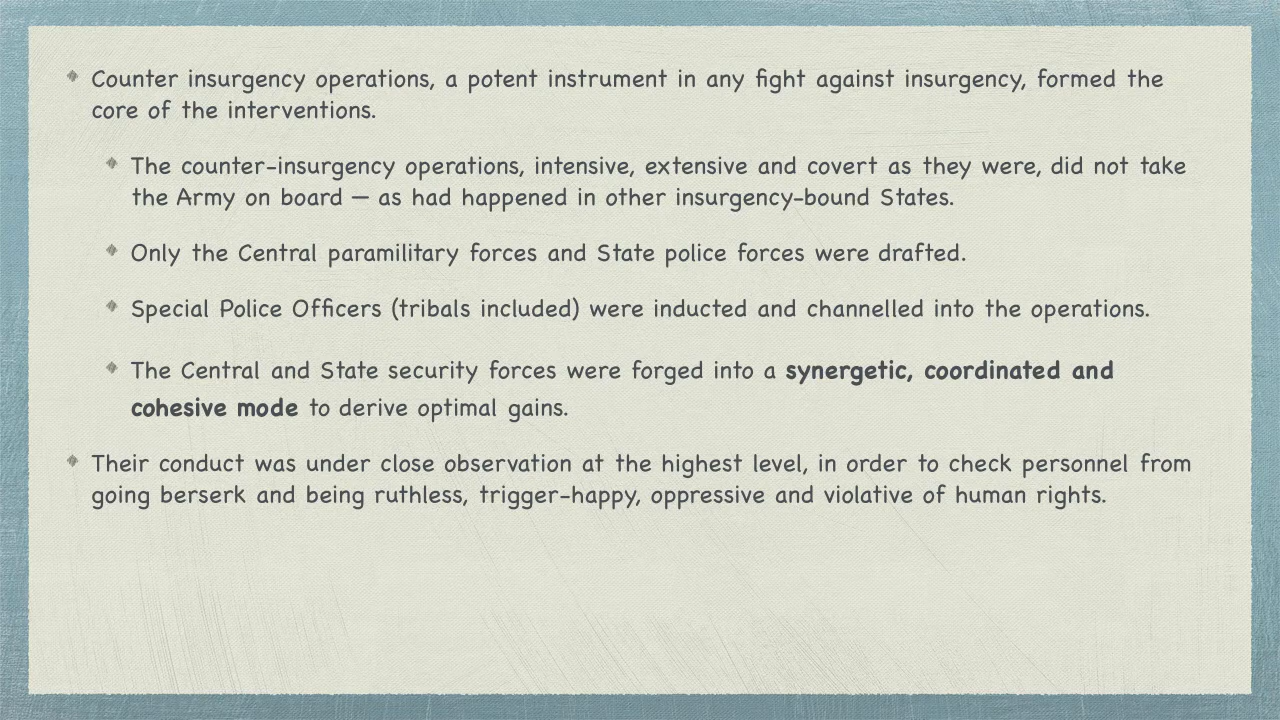 Counter insurgency operations, a potent instrument in any fight against insurgency, formed the
core of the interventions.
The counter-insurgency operations, intensive, extensive and covert as they were, did not take
the Army on board — as had happened in other insurgency-bound States.
Only the Central paramilitary forces and State police forces were drafted.
Special Police Officers (tribals included) were inducted and channelled into the operations.
The Central and State security forces were forged into a synergetic, coordinated and
cohesive mode to derive optimal gains.
Their conduct was under close observation at the highest level, in order to check personnel from
going berserk and being ruthless, trigger-happy, oppressive and violative of human rights.